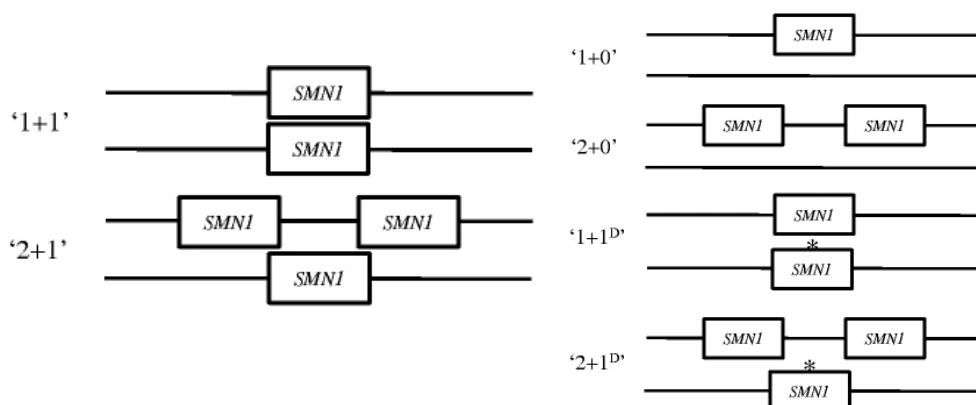 ‘1+1’
SMN1
SMN1
‘2+1’
SMN1 SMN1
SMN1
‘1+0’
SMN1
‘2+0’
SMN1 SMN1
‘1+1ᴰ’
SMN1
*
SMN1
‘2+1ᴰ’
SMN1 SMN1
*
SMN1